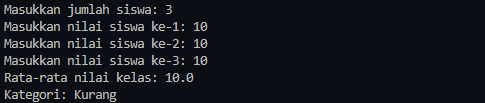 Masukkan jumlah siswa: 3
Masukkan nilai siswa ke-1: 10
Masukkan nilai siswa ke-2: 10
Masukkan nilai siswa ke-3: 10
Rata-rata nilai kelas: 10.0
Kategori: Kurang